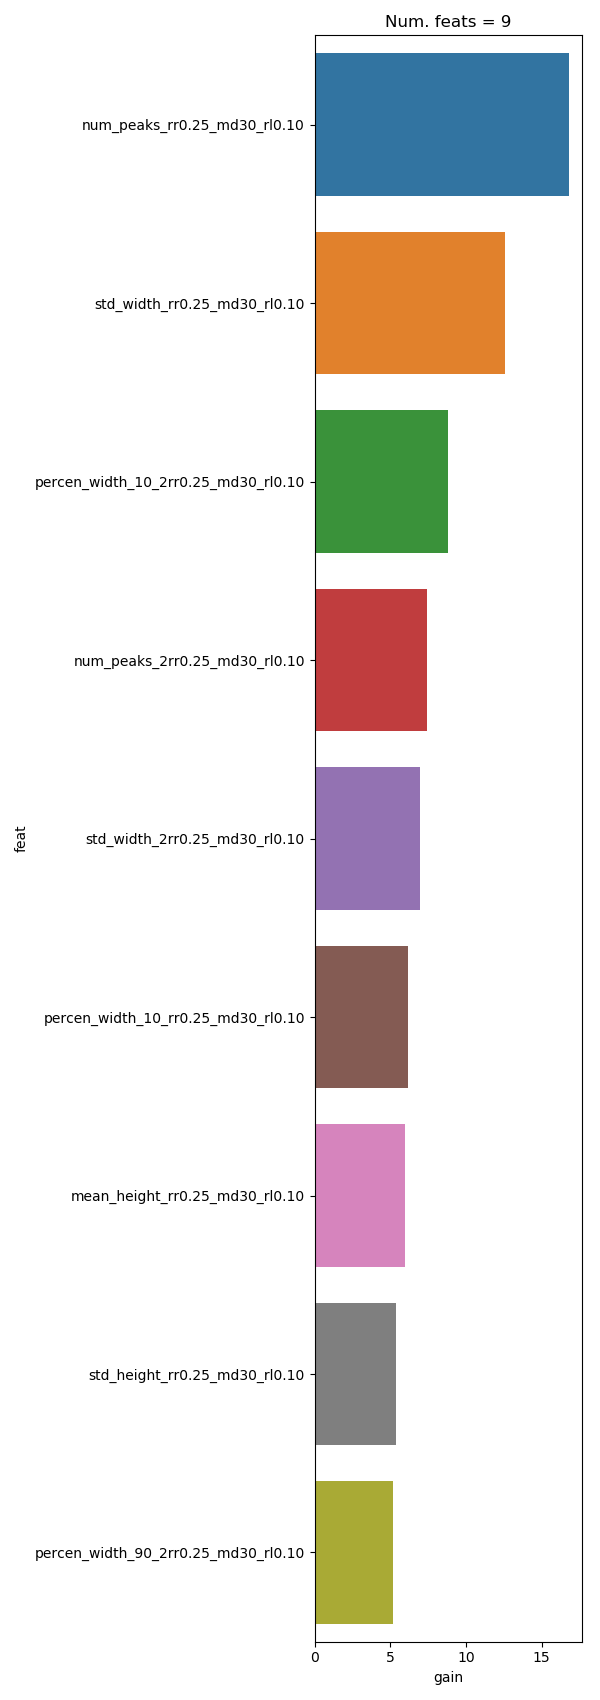 Num. feats = 9
num_peaks_rr0.25_md30_rl0.10
std_width_rr0.25_md30_rl0.10
percen_width_10_2rr0.25_md30_rl0.10
num_peaks_2rr0.25_md30_rl0.10
std_width_2rr0.25_md30_rl0.10
feat
percen_width_10_rr0.25_md30_rl0.10
mean_height_rr0.25_md30_rl0.10
std_height_rr0.25_md30_rl0.10
percen_width_90_2rr0.25_md30_rl0.10
0 5 10 15
gain